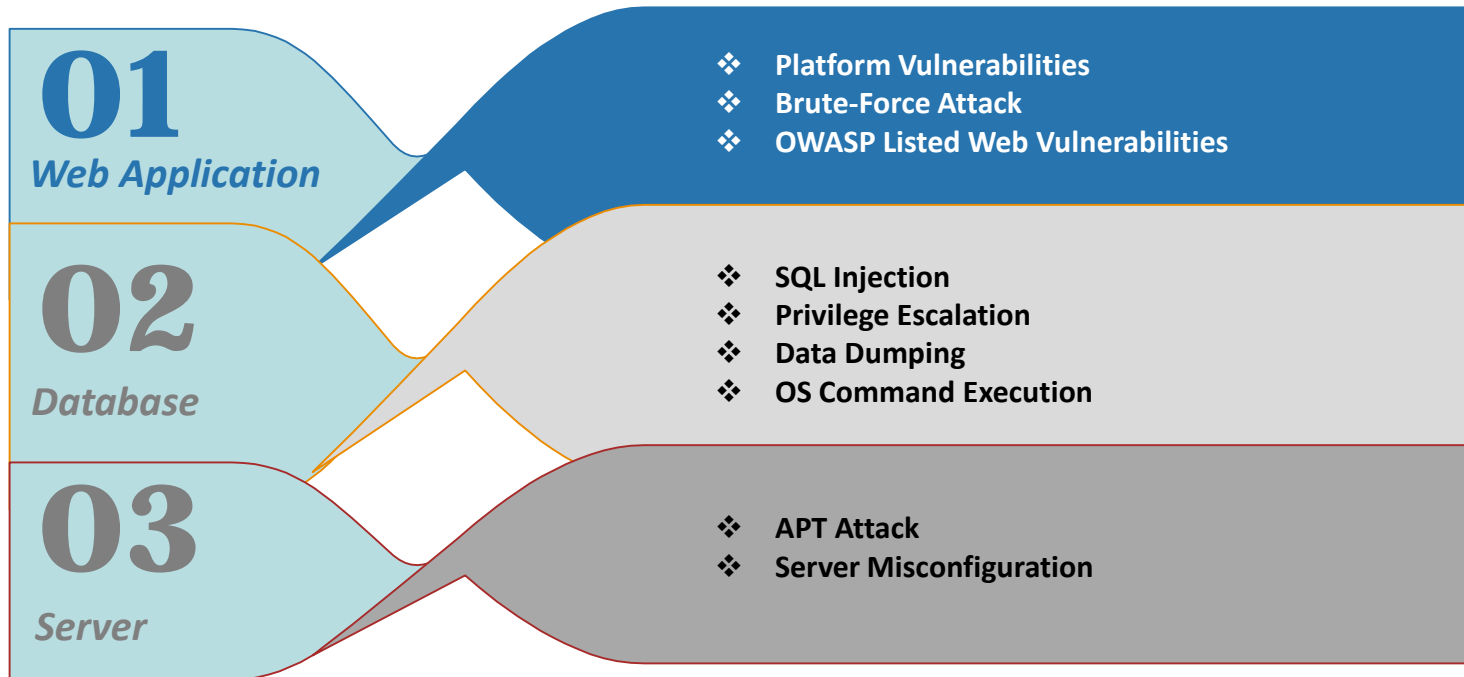 01
Web Application
❖ Platform Vulnerabilities
❖ Brute-Force Attack
❖ OWASP Listed Web Vulnerabilities
02
Database
❖ SQL Injection
❖ Privilege Escalation
❖ Data Dumping
❖ OS Command Execution
03
Server
❖ APT Attack
❖ Server Misconfiguration